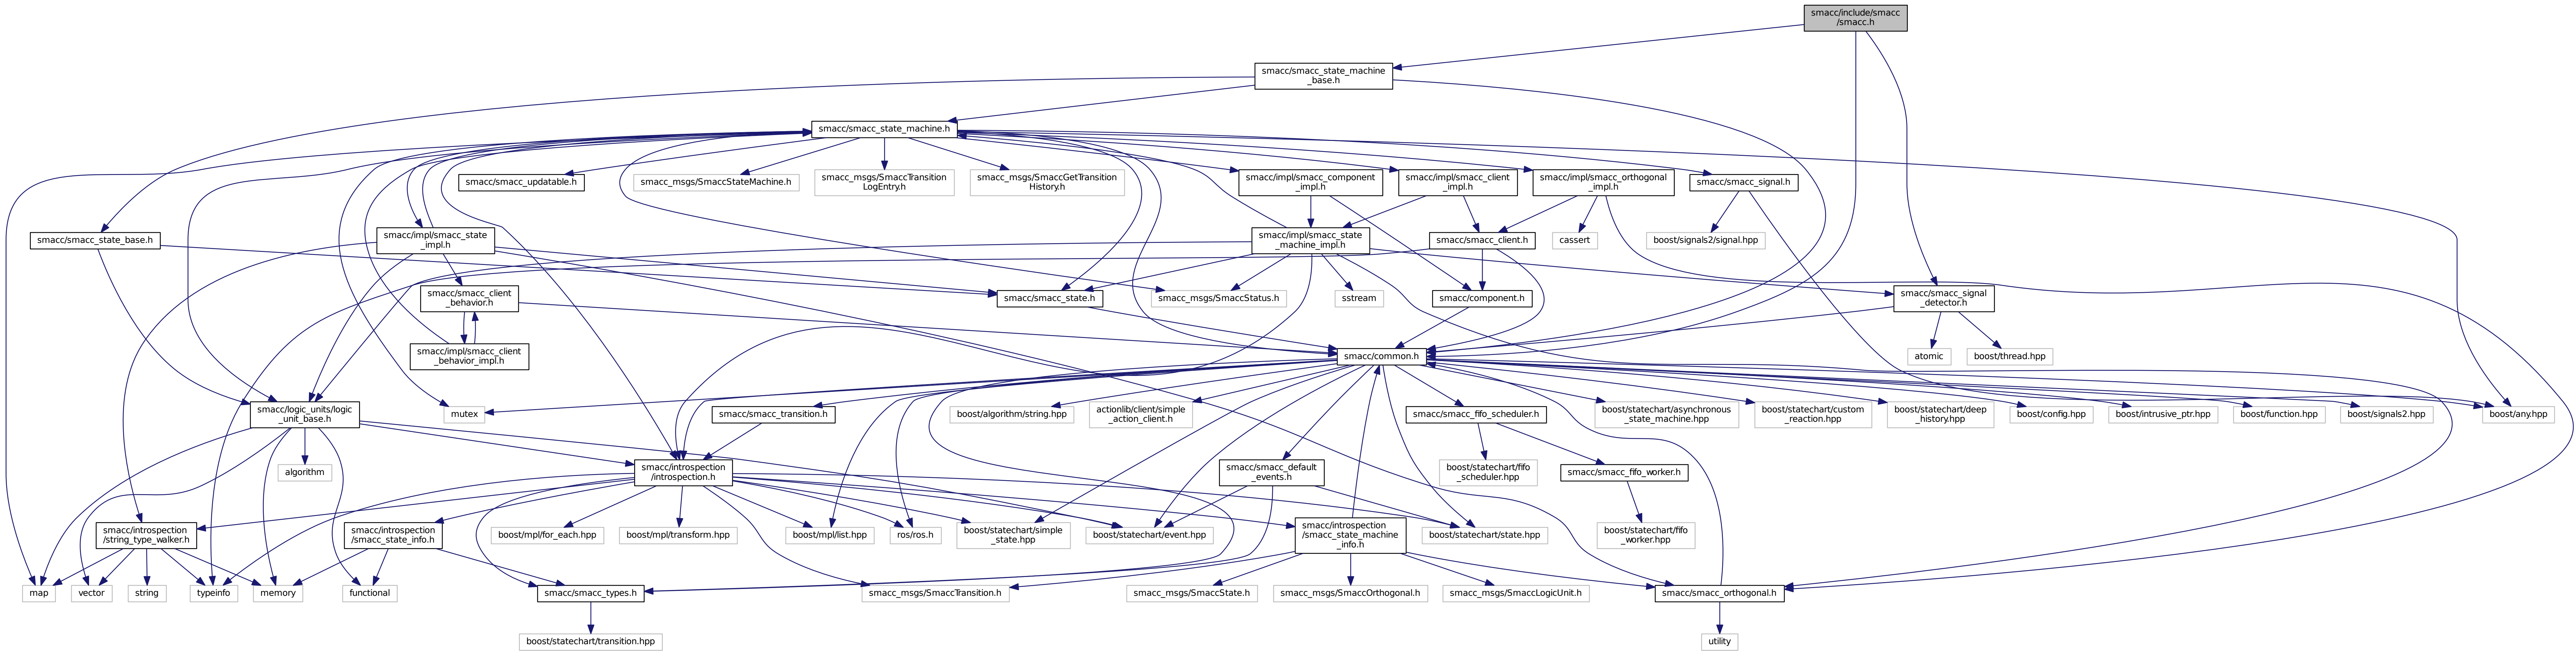 smacc/include/smacc
/smacc.h
smacc/smacc_state_machine
_base.h
smacc/smacc_state_machine.h
smacc/smacc_updatable.h
smacc_msgs/SmaccStateMachine.h
smacc_msgs/SmaccTransition
LogEntry.h
smacc_msgs/SmaccGetTransition
History.h
smacc/impl/smacc_component
_impl.h
smacc/impl/smacc_client
_impl.h
smacc/impl/smacc_orthogonal
_impl.h
smacc/smacc_signal.h
smacc/smacc_state_base.h
smacc/impl/smacc_state
_impl.h
smacc/impl/smacc_state
_machine_impl.h
smacc/smacc_client.h
cassert
boost/signals2/signal.hpp
smacc/smacc_client
_behavior.h
smacc/smacc_state.h
smacc_msgs/SmaccStatus.h
sstream
smacc/component.h
smacc/smacc_signal
_detector.h
smacc/impl/smacc_client
_behavior_impl.h
smacc/common.h
atomic
boost/thread.hpp
smacc/logic_units/logic
_unit_base.h
mutex
smacc/smacc_transition.h
boost/algorithm/string.hpp
actionlib/client/simple
_action_client.h
smacc/smacc_fifo_scheduler.h
boost/statechart/asynchronous
_state_machine.hpp
boost/statechart/custom
_reaction.hpp
boost/statechart/deep
_history.hpp
boost/config.hpp
boost/intrusive_ptr.hpp
boost/function.hpp
boost/signals2.hpp
boost/any.hpp
algorithm
smacc/introspection
/introspection.h
smacc/smacc_default
_events.h
boost/statechart/fifo
_scheduler.hpp
smacc/smacc_fifo_worker.h
smacc/introspection
/string_type_walker.h
smacc/introspection
/smacc_state_info.h
boost/mpl/for_each.hpp
boost/mpl/transform.hpp
boost/mpl/list.hpp
ros/ros.h
boost/statechart/simple
_state.hpp
boost/statechart/event.hpp
smacc/introspection
/smacc_state_machine
_info.h
boost/statechart/state.hpp
boost/statechart/fifo
_worker.hpp
map
vector
string
typeinfo
memory
functional
smacc/smacc_types.h
smacc_msgs/SmaccTransition.h
smacc_msgs/SmaccState.h
smacc_msgs/SmaccOrthogonal.h
smacc_msgs/SmaccLogicUnit.h
smacc/smacc_orthogonal.h
boost/statechart/transition.hpp
utility